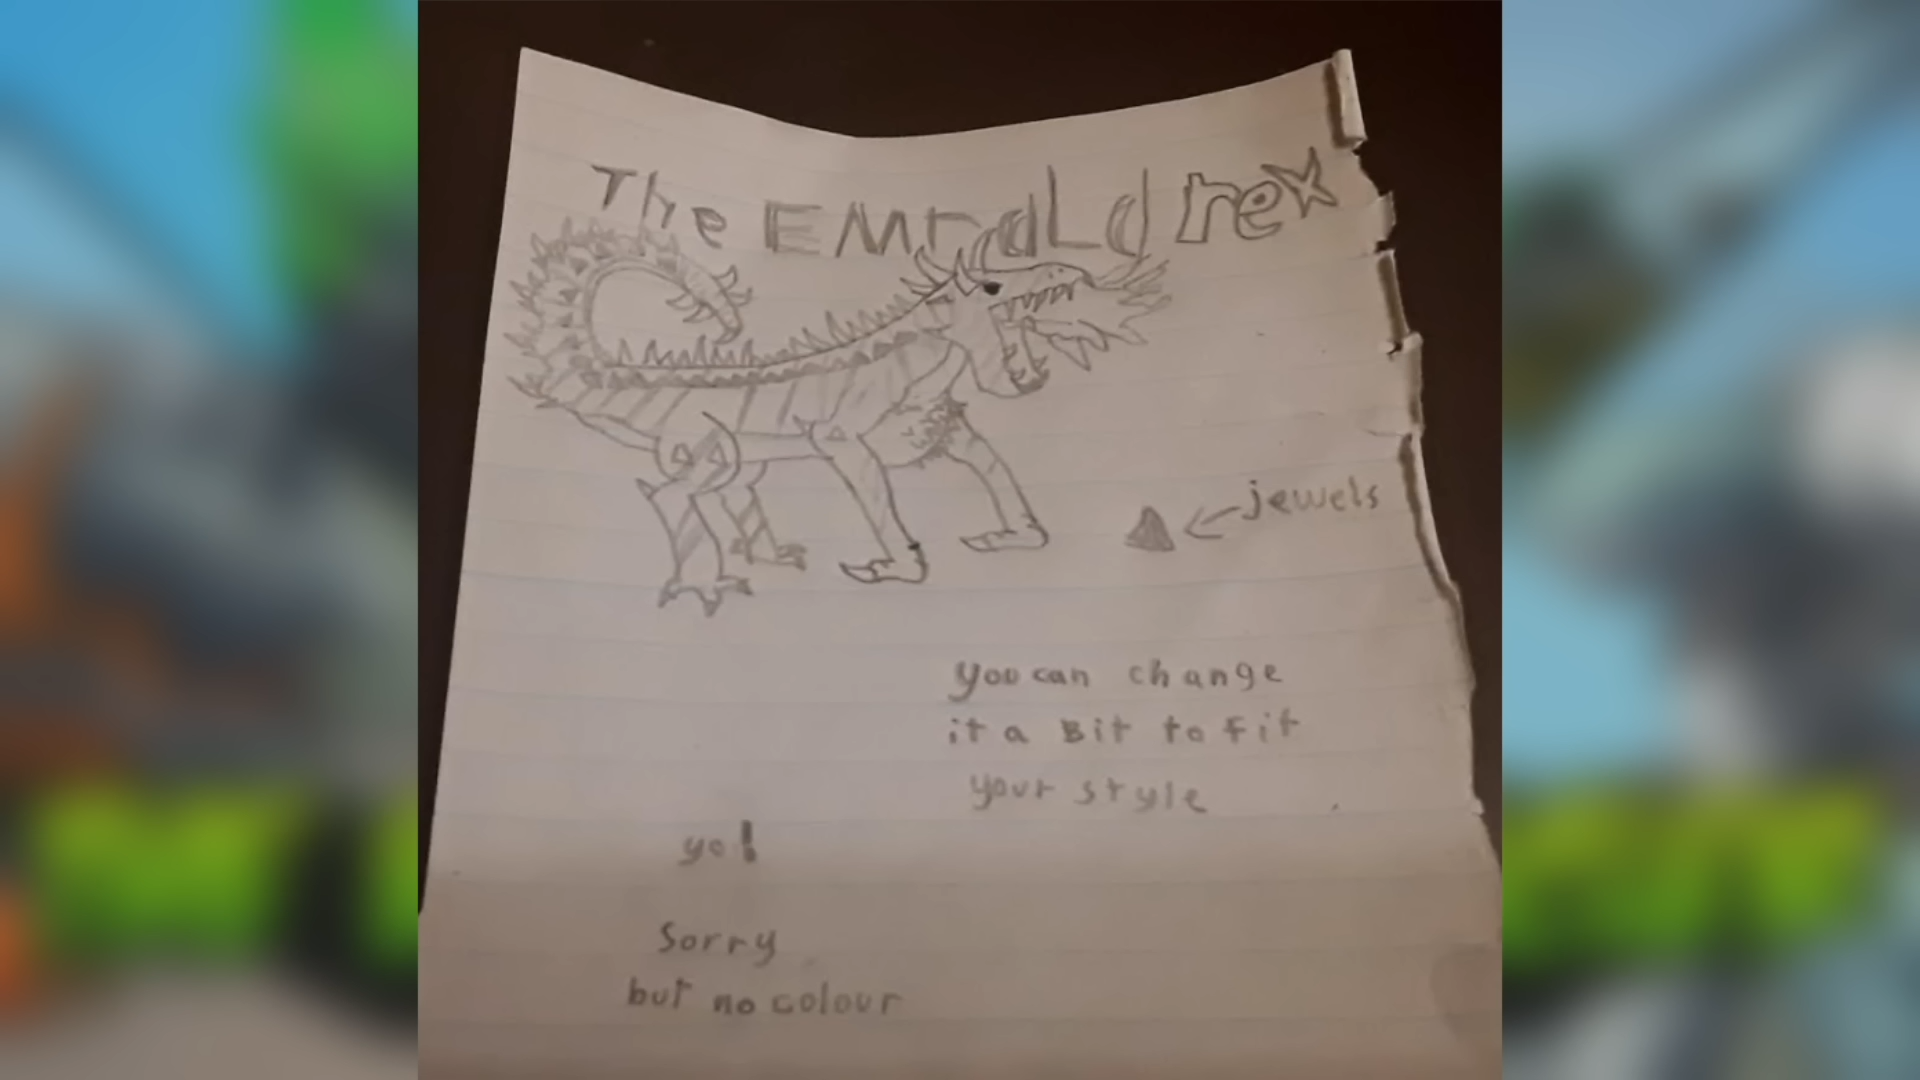 The EMrald rex
jewels
you can change
it a Bit to fit
your style
yo!
Sorry
but no colour